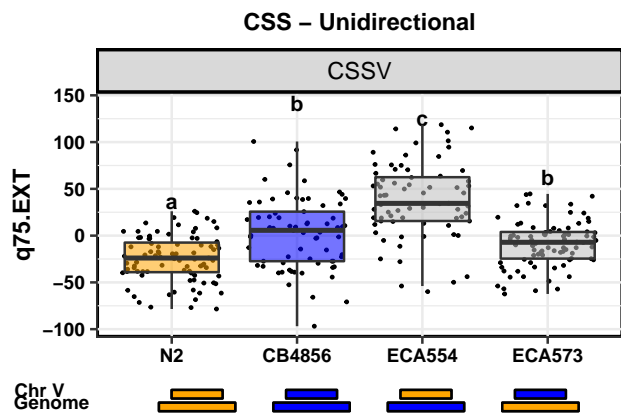 CSS – Unidirectional
CSSV
q75.EXT
150
100
50
0
−50
−100
a
b
c
b
N2 CB4856 ECA554 ECA573
Chr V
Genome